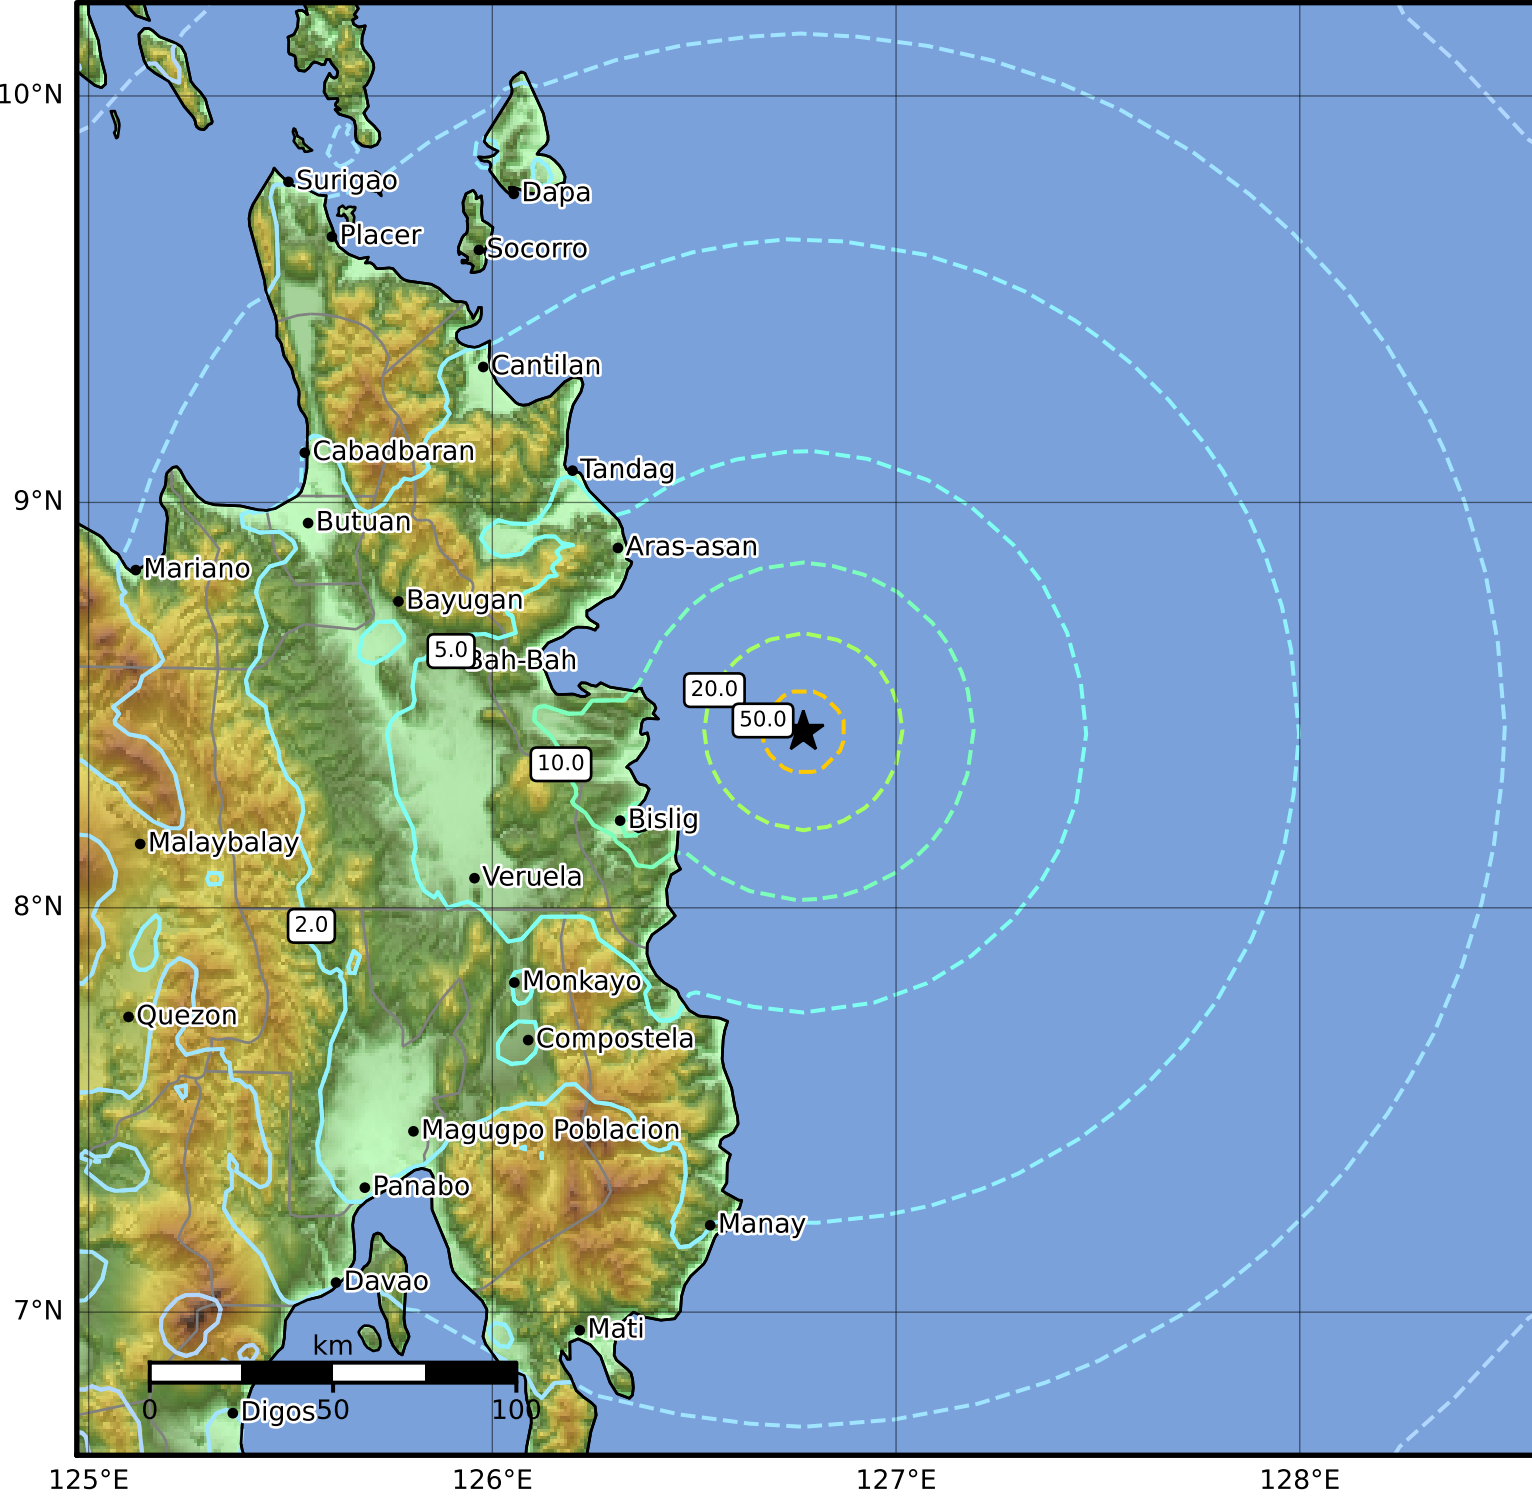 10°N
Surigao
Dapa
Placer
Socorro
Cantilan
Cabadbaran
Tandag
9°N
Butuan
Aras-asan
Mariano
Bayugan
5.0
Bah-Bah
20.0
50.0
10.0
Bislig
Malaybalay
Veruela
8°N
2.0
Monkayo
Quezon
Compostela
Magugpo Poblacion
Panabo
Manay
Davao
7°N
Mati
km
0 50 100
Digos
125°E 126°E 127°E 128°E